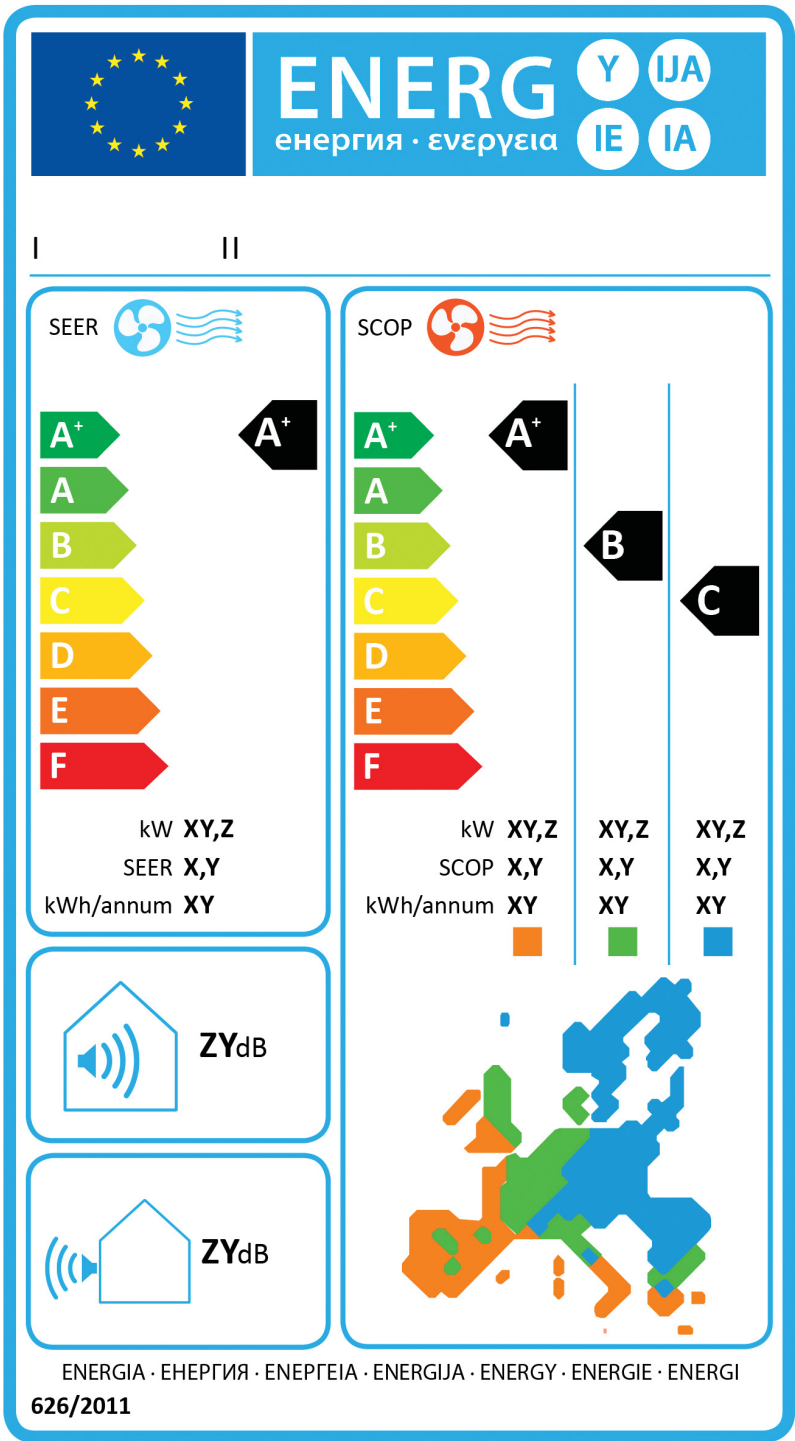 ENERG Y IJA
енергия · ενεργεια IE IA
I II
SEER
A+ A+
A
B
C
D
E
F
kW XY,Z
SEER X,Y
kWh/annum XY
SCOP
A+ A+
A
B B
C C
D
E
F
kW XY,Z XY,Z XY,Z
SCOP X,Y X,Y X,Y
kWh/annum XY XY XY
ZYdB
ZYdB
ENERGIA · ЕНЕРГИЯ · ΕΝΕΡΓΕΙΑ · ENERGIJA · ENERGY · ENERGIE · ENERGI
626/2011